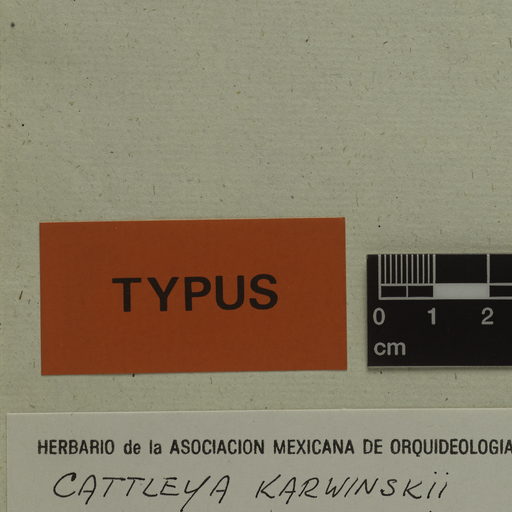 TYPUS
0 1 2
cm
HERBARIO de la ASOCIACION MEXICANA DE ORQUIDEOLOGIA
CATTLEYA KARWINSKII